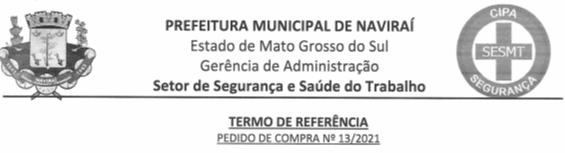 PREFEITURA MUNICIPAL DE NAVIRAÍ
Estado de Mato Grosso do Sul
Gerência de Administração
Setor de Segurança e Saúde do Trabalho
NAVIRAÍ
CIPA
SESMT
SEGURANÇA
TERMO DE REFERÊNCIA
PEDIDO DE COMPRA Nº 13/2021